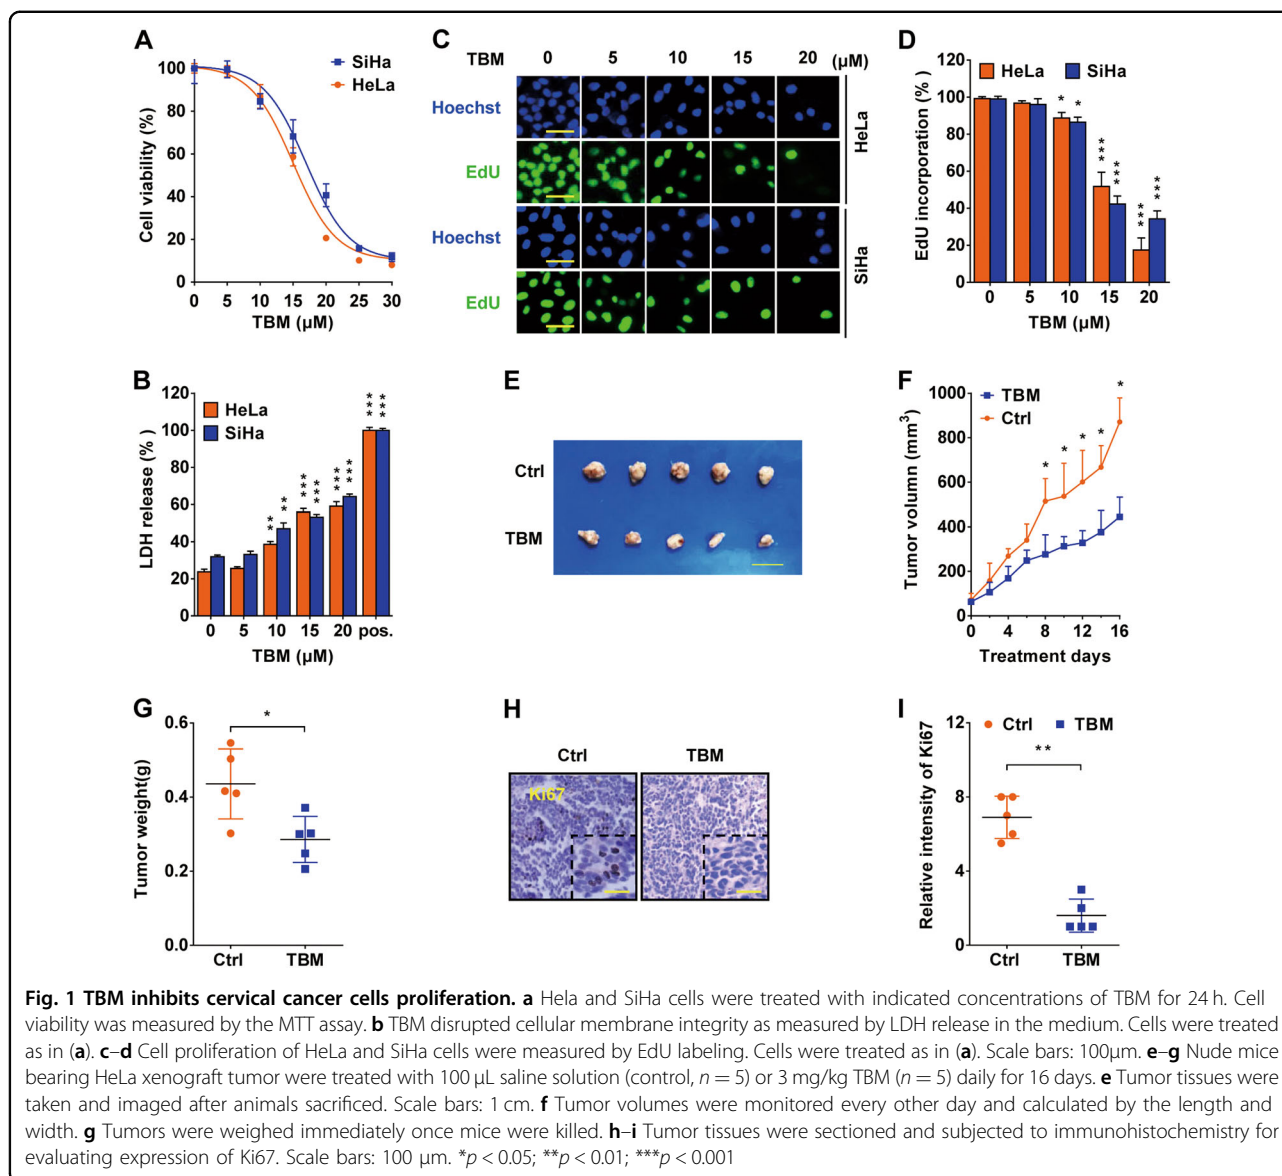 A
SiHa
HeLa
Cell viability (%)
100
80
60
40
20
0
0 5 10 15 20 25 30
TBM (μM)
C
TBM 0 5 10 15 20 (μM)
Hoechst
EdU
HeLa
Hoechst
EdU
SiHa
D
HeLa SiHa
EdU incorporation (%)
120
100
80
60
40
20
0
* * *** *** *** ***
0 5 10 15 20
TBM (μM)
B
HeLa
SiHa
LDH release (%)
120
100
80
60
40
20
0
** ** *** *** *** *** *** ***
0 5 10 15 20 pos.
TBM (μM)
E
Ctrl
TBM
F
TBM
Ctrl
Tumor volumn (mm³)
1000
800
600
400
200
0
* * * * *
0 4 8 12 16
Treatment days
G
Tumor weight(g)
0.6
0.4
0.2
0.0
*
Ctrl TBM
H
Ctrl TBM
Ki67
I
Ctrl TBM
Relative intensity of Ki67
12
8
4
0
**
Ctrl TBM
Fig. 1 TBM inhibits cervical cancer cells proliferation. a Hela and SiHa cells were treated with indicated concentrations of TBM for 24 h. Cell
viability was measured by the MTT assay. b TBM disrupted cellular membrane integrity as measured by LDH release in the medium. Cells were treated
as in (a). c–d Cell proliferation of HeLa and SiHa cells were measured by EdU labeling. Cells were treated as in (a). Scale bars: 100μm. e–g Nude mice
bearing HeLa xenograft tumor were treated with 100 μL saline solution (control, n = 5) or 3 mg/kg TBM (n = 5) daily for 16 days. e Tumor tissues were
taken and imaged after animals sacrificed. Scale bars: 1 cm. f Tumor volumes were monitored every other day and calculated by the length and
width. g Tumors were weighed immediately once mice were killed. h–i Tumor tissues were sectioned and subjected to immunohistochemistry for
evaluating expression of Ki67. Scale bars: 100 μm. *p < 0.05; **p < 0.01; ***p < 0.001